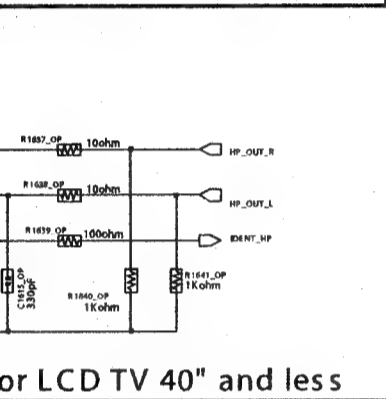 R1637_OP
10ohm
HP_OUT_R
R1638_OP
10ohm
HP_OUT_L
R1639_OP
100ohm
IDENT_HP
C1615_OP
330pF
R1640_OP
1Kohm
R1641_OP
1Kohm
or LCD TV 40" and less